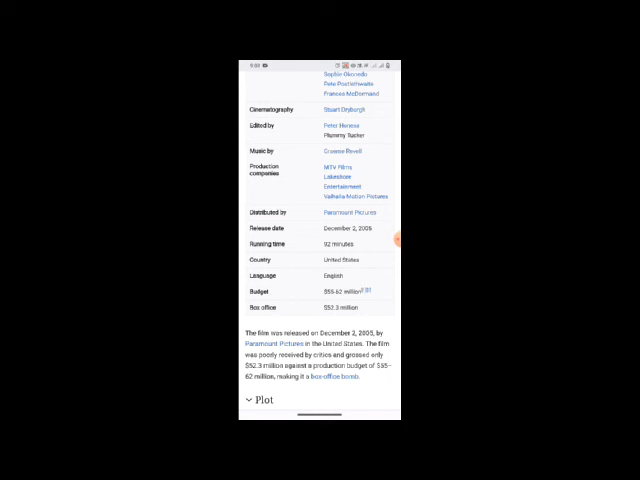 Sophie Okonedo
Pete Postlethwaite
Frances McDormand
Cinematography Stuart Dryburgh
Edited by Peter Honess
Plummy Tucker
Music by Graeme Revell
Production companies MTV Films
Lakeshore
Entertainment
Valhalla Motion Pictures
Distributed by Paramount Pictures
Release date December 2, 2005
Running time 92 minutes
Country United States
Language English
Budget $55-62 million
Box office $52.3 million
The film was released on December 2, 2005, by
Paramount Pictures in the United States. The film
was poorly received by critics and grossed only
$52.3 million against a production budget of $55–
62 million, making it a box-office bomb.
Plot